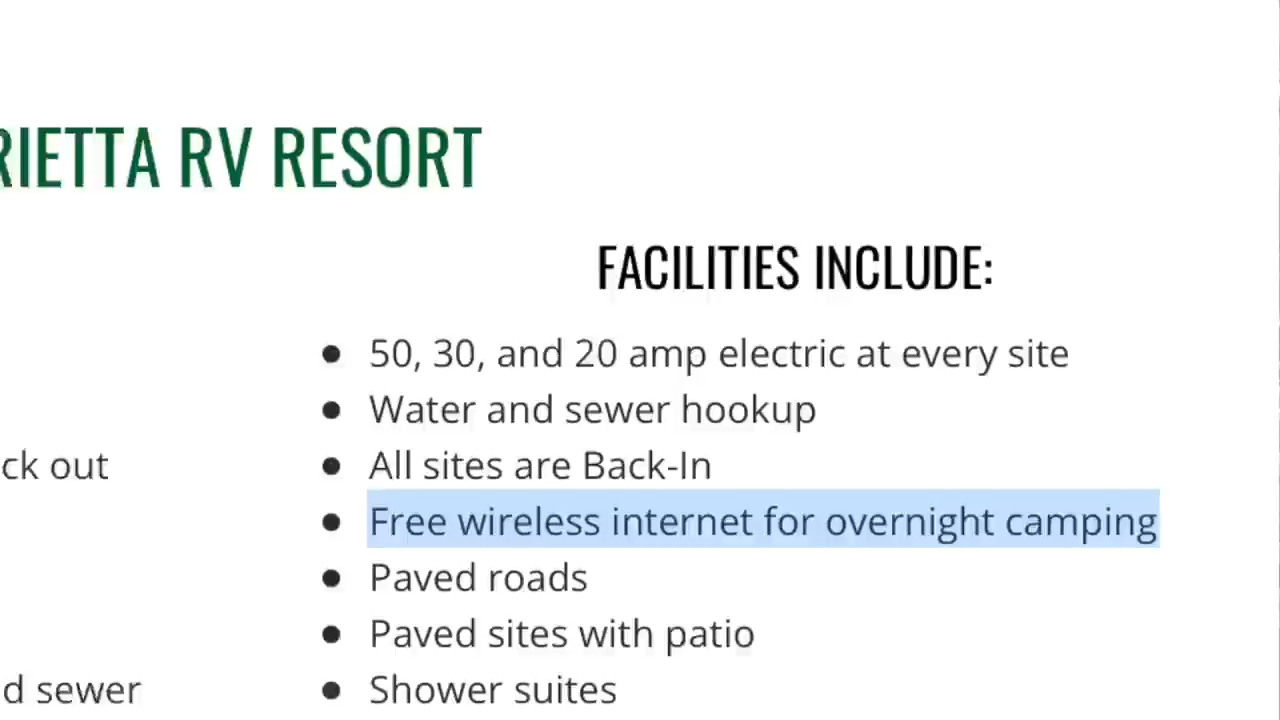 RIETTA RV RESORT
FACILITIES INCLUDE:
50, 30, and 20 amp electric at every site
Water and sewer hookup
ck out
All sites are Back-In
Free wireless internet for overnight camping
Paved roads
Paved sites with patio
d sewer
Shower suites